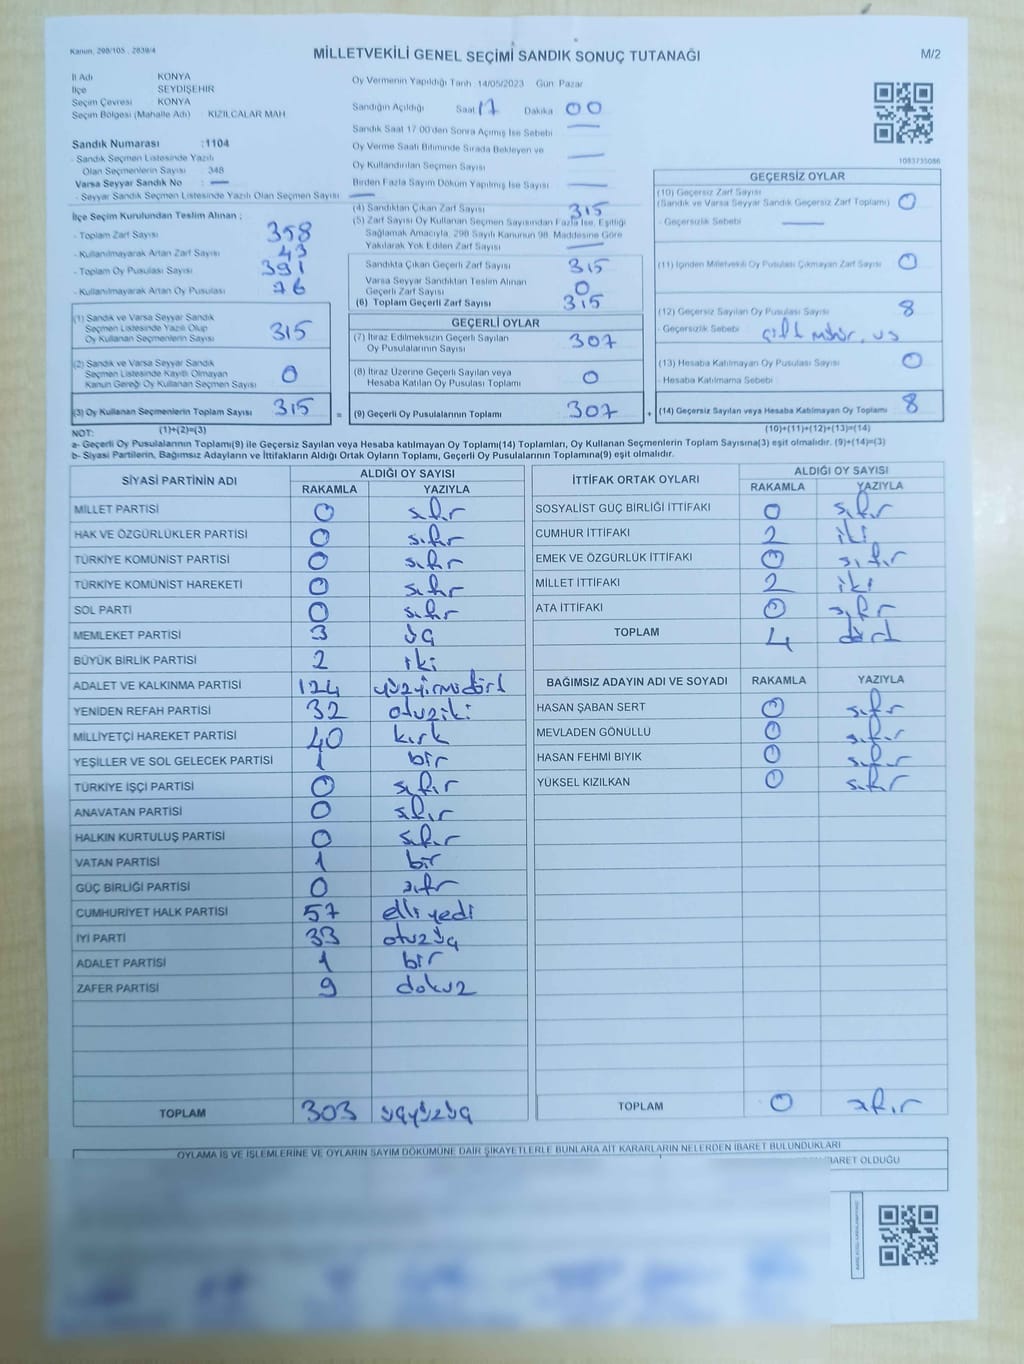 Kanun, 298/105 , 2839/4
MİLLETVEKİLİ GENEL SEÇİMİ SANDIK SONUÇ TUTANAĞI
M/2
İl Adı KONYA
İlçe SEYDİŞEHİR
Seçim Çevresi KONYA
Seçim Bölgesi (Mahalle Adı) KIZILCALAR MAH
Sandık Numarası :1104
- Sandık Seçmen Listesinde Yazılı
Olan Seçmenlerin Sayısı 348
Varsa Seyyar Sandık No : —
- Seyyar Sandık Seçmen Listesinde Yazılı Olan Seçmen Sayısı —
İlçe Seçim Kurulundan Teslim Alınan ;
- Toplam Zarf Sayısı 358
- Kullanılmayarak Artan Zarf Sayısı 43
- Toplam Oy Pusulası Sayısı 391
- Kullanılmayarak Artan Oy Pusulası 76
(1) Sandık ve Varsa Seyyar Sandık
Seçmen Listesinde Yazılı Olup
Oy Kullanan Seçmenlerin Sayısı 315
(2) Sandık ve Varsa Seyyar Sandık
Seçmen Listesinde Kayıtlı Olmayan
Kanun Gereği Oy Kullanan Seçmen Sayısı 0
(3) Oy Kullanan Seçmenlerin Toplam Sayısı 315
Oy Vermenin Yapıldığı Tarih :14/05/2023 Gün Pazar
Sandığın Açıldığı Saat 17 Dakika 00
Sandık Saat 17 00'den Sonra Açılmış İse Sebebi —
Oy Verme Saati Bitiminde Sırada Bekleyen ve
Oy Kullandırılan Seçmen Sayısı —
Birden Fazla Sayım Döküm Yapılmış İse Sayısı —
(4) Sandıktan Çıkan Zarf Sayısı 315
(5) Zarf Sayısı Oy Kullanan Seçmen Sayısından Fazla İse, Eşitliği
Sağlamak Amacıyla, 298 Sayılı Kanunun 98. Maddesine Göre
Yakılarak Yok Edilen Zarf Sayısı —
Sandıkta Çıkan Geçerli Zarf Sayısı 315
Varsa Seyyar Sandıktan Teslim Alınan
Geçerli Zarf Sayısı 0
(6) Toplam Geçerli Zarf Sayısı 315
GEÇERLİ OYLAR
(7) İtiraz Edilmeksizin Geçerli Sayılan
Oy Pusulalarının Sayısı 307
(8) İtiraz Üzerine Geçerli Sayılan veya
Hesaba Katılan Oy Pusulası Toplamı 0
= (9) Geçerli Oy Pusulalarının Toplamı 307
1083735086
GEÇERSİZ OYLAR
(10) Geçersiz Zarf Sayısı
(Sandık ve Varsa Seyyar Sandık Geçersiz Zarf Toplamı) 0
- Geçersizlik Sebebi —
(11) İçinden Milletvekili Oy Pusulası Çıkmayan Zarf Sayısı 0
(12) Geçersiz Sayılan Oy Pusulası Sayısı 8
- Geçersizlik Sebebi çift mühür, vs
(13) Hesaba Katılmayan Oy Pusulası Sayısı 0
- Hesaba Katılmama Sebebi
+ (14) Geçersiz Sayılan veya Hesaba Katılmayan Oy Toplamı 8
NOT: (1)+(2)=(3) (10)+(11)+(12)+(13)=(14)
a- Geçerli Oy Pusulalarının Toplamı(9) ile Geçersiz Sayılan veya Hesaba katılmayan Oy Toplamı(14) Toplamları, Oy Kullanan Seçmenlerin Toplam Sayısına(3) eşit olmalıdır. (9)+(14)=(3)
b- Siyasi Partilerin, Bağımsız Adayların ve İttifakların Aldığı Ortak Oyların Toplamı, Geçerli Oy Pusulalarının Toplamına(9) eşit olmalıdır.
SİYASİ PARTİNİN ADI ALDIĞI OY SAYISI
RAKAMLA YAZIYLA
MİLLET PARTİSİ 0 sıfır
HAK VE ÖZGÜRLÜKLER PARTİSİ 0 sıfır
TÜRKİYE KOMÜNİST PARTİSİ 0 sıfır
TÜRKİYE KOMÜNİST HAREKETİ 0 sıfır
SOL PARTİ 0 sıfır
MEMLEKET PARTİSİ 3 üç
BÜYÜK BİRLİK PARTİSİ 2 iki
ADALET VE KALKINMA PARTİSİ 124 yüzyirmidört
YENİDEN REFAH PARTİSİ 32 otuziki
MİLLİYETÇİ HAREKET PARTİSİ 40 kırk
YEŞİLLER VE SOL GELECEK PARTİSİ 1 bir
TÜRKİYE İŞÇİ PARTİSİ 0 sıfır
ANAVATAN PARTİSİ 0 sıfır
HALKIN KURTULUŞ PARTİSİ 0 sıfır
VATAN PARTİSİ 1 bir
GÜÇ BİRLİĞİ PARTİSİ 0 sıfır
CUMHURİYET HALK PARTİSİ 57 elli yedi
İYİ PARTİ 33 otuzüç
ADALET PARTİSİ 1 bir
ZAFER PARTİSİ 9 dokuz
TOPLAM 303 üçyüzüç
İTTİFAK ORTAK OYLARI ALDIĞI OY SAYISI
RAKAMLA YAZIYLA
SOSYALİST GÜÇ BİRLİĞİ İTTİFAKI 0 sıfır
CUMHUR İTTİFAKI 2 iki
EMEK VE ÖZGÜRLÜK İTTİFAKI 0 sıfır
MİLLET İTTİFAKI 2 iki
ATA İTTİFAKI 0 sıfır
TOPLAM 4 dört
BAĞIMSIZ ADAYIN ADI VE SOYADI RAKAMLA YAZIYLA
HASAN ŞABAN SERT 0 sıfır
MEVLADEN GÖNÜLLÜ 0 sıfır
HASAN FEHMİ BIYIK 0 sıfır
YÜKSEL KIZILKAN 0 sıfır
TOPLAM 0 sıfır
OYLAMA İŞ VE İŞLEMLERİNE VE OYLARIN SAYIM DÖKÜMÜNE DAİR ŞİKAYETLERLE BUNLARA AİT KARARLARIN NELERDEN İBARET BULUNDUKLARI
İBARET OLDUĞU